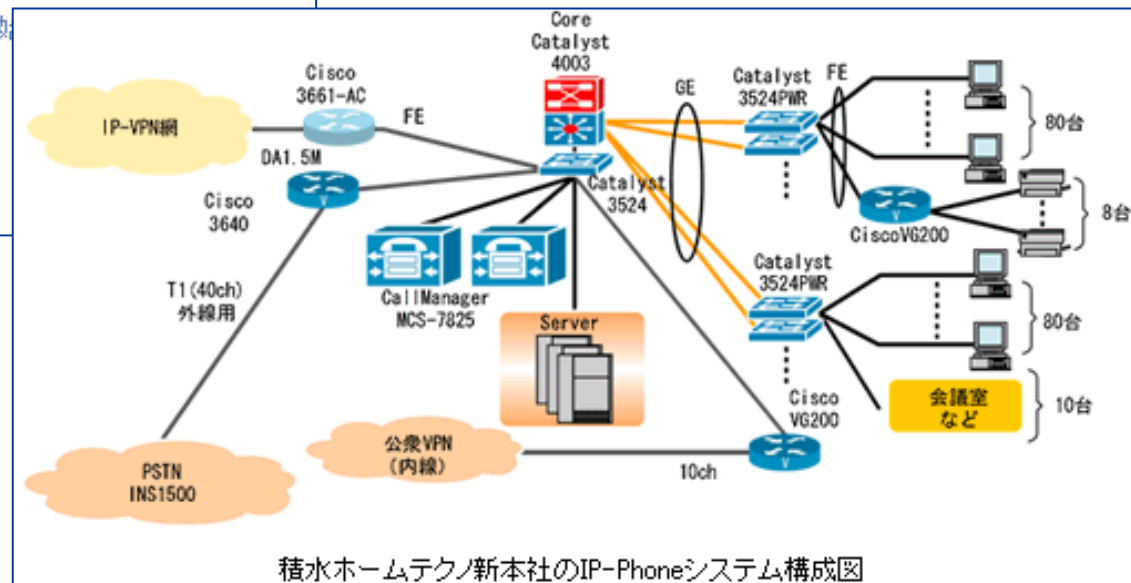 Core
Catalyst
4003
Cisco
3661-AC
FE
IP-VPN網
DA1.5M
Cisco
3640
GE
Catalyst
3524PWR
FE
80台
Catalyst
3524
CiscoVG200
8台
T1(40ch)
外線用
CallManager
MCS-7825
Server
Catalyst
3524PWR
80台
Cisco
VG200
会議室
など
10台
公衆VPN
(内線)
10ch
PSTN
INS1500
積水ホームテクノ新本社のIP-Phoneシステム構成図